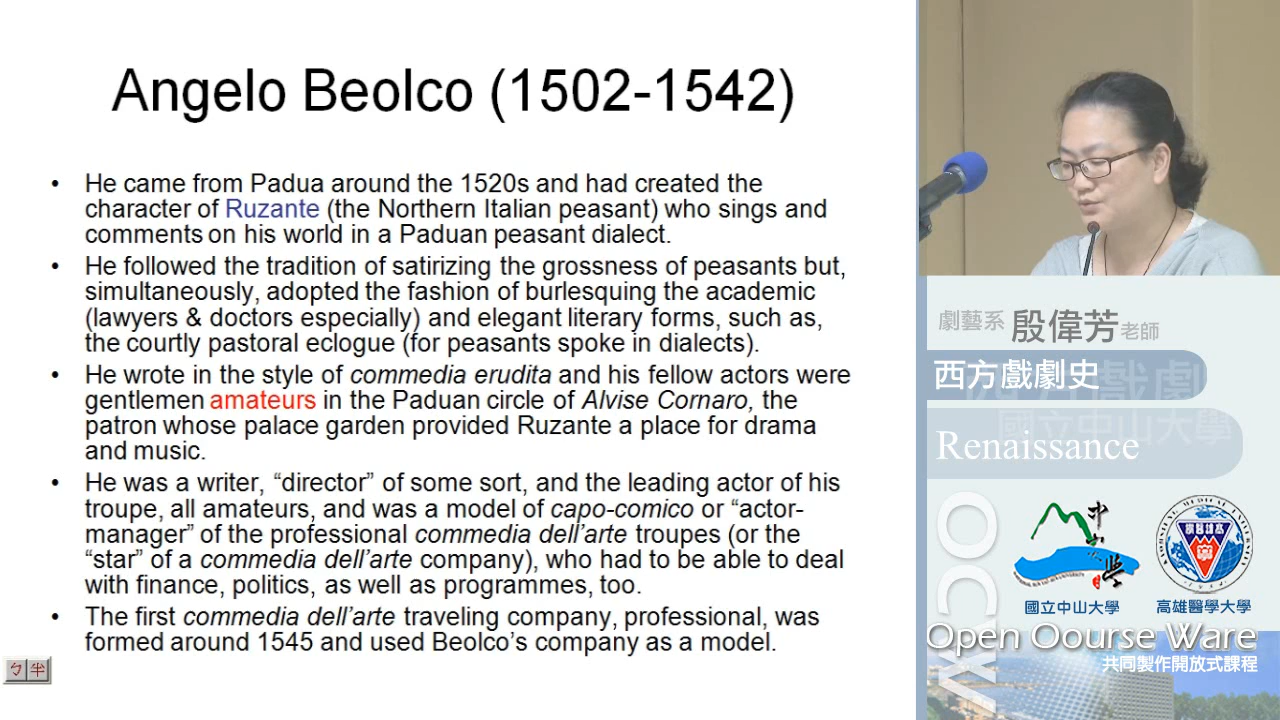 Angelo Beolco (1502-1542)
• He came from Padua around the 1520s and had created the
character of Ruzante (the Northern Italian peasant) who sings and
comments on his world in a Paduan peasant dialect.
• He followed the tradition of satirizing the grossness of peasants but,
simultaneously, adopted the fashion of burlesquing the academic
(lawyers & doctors especially) and elegant literary forms, such as,
the courtly pastoral eclogue (for peasants spoke in dialects).
• He wrote in the style of commedia erudita and his fellow actors were
gentlemen amateurs in the Paduan circle of Alvise Cornaro, the
patron whose palace garden provided Ruzante a place for drama
and music.
• He was a writer, “director” of some sort, and the leading actor of his
troupe, all amateurs, and was a model of capo-comico or “actor-
manager” of the professional commedia dell’arte troupes (or the
“star” of a commedia dell’arte company), who had to be able to deal
with finance, politics, as well as programmes, too.
• The first commedia dell’arte traveling company, professional, was
formed around 1545 and used Beolco’s company as a model.
ㄅ半
劇藝系 殷偉芳老師
西方戲劇史
國立中山大學
Renaissance
OCW
國立中山大學
高雄醫學大學
Open Oourse Ware
共同製作開放式課程